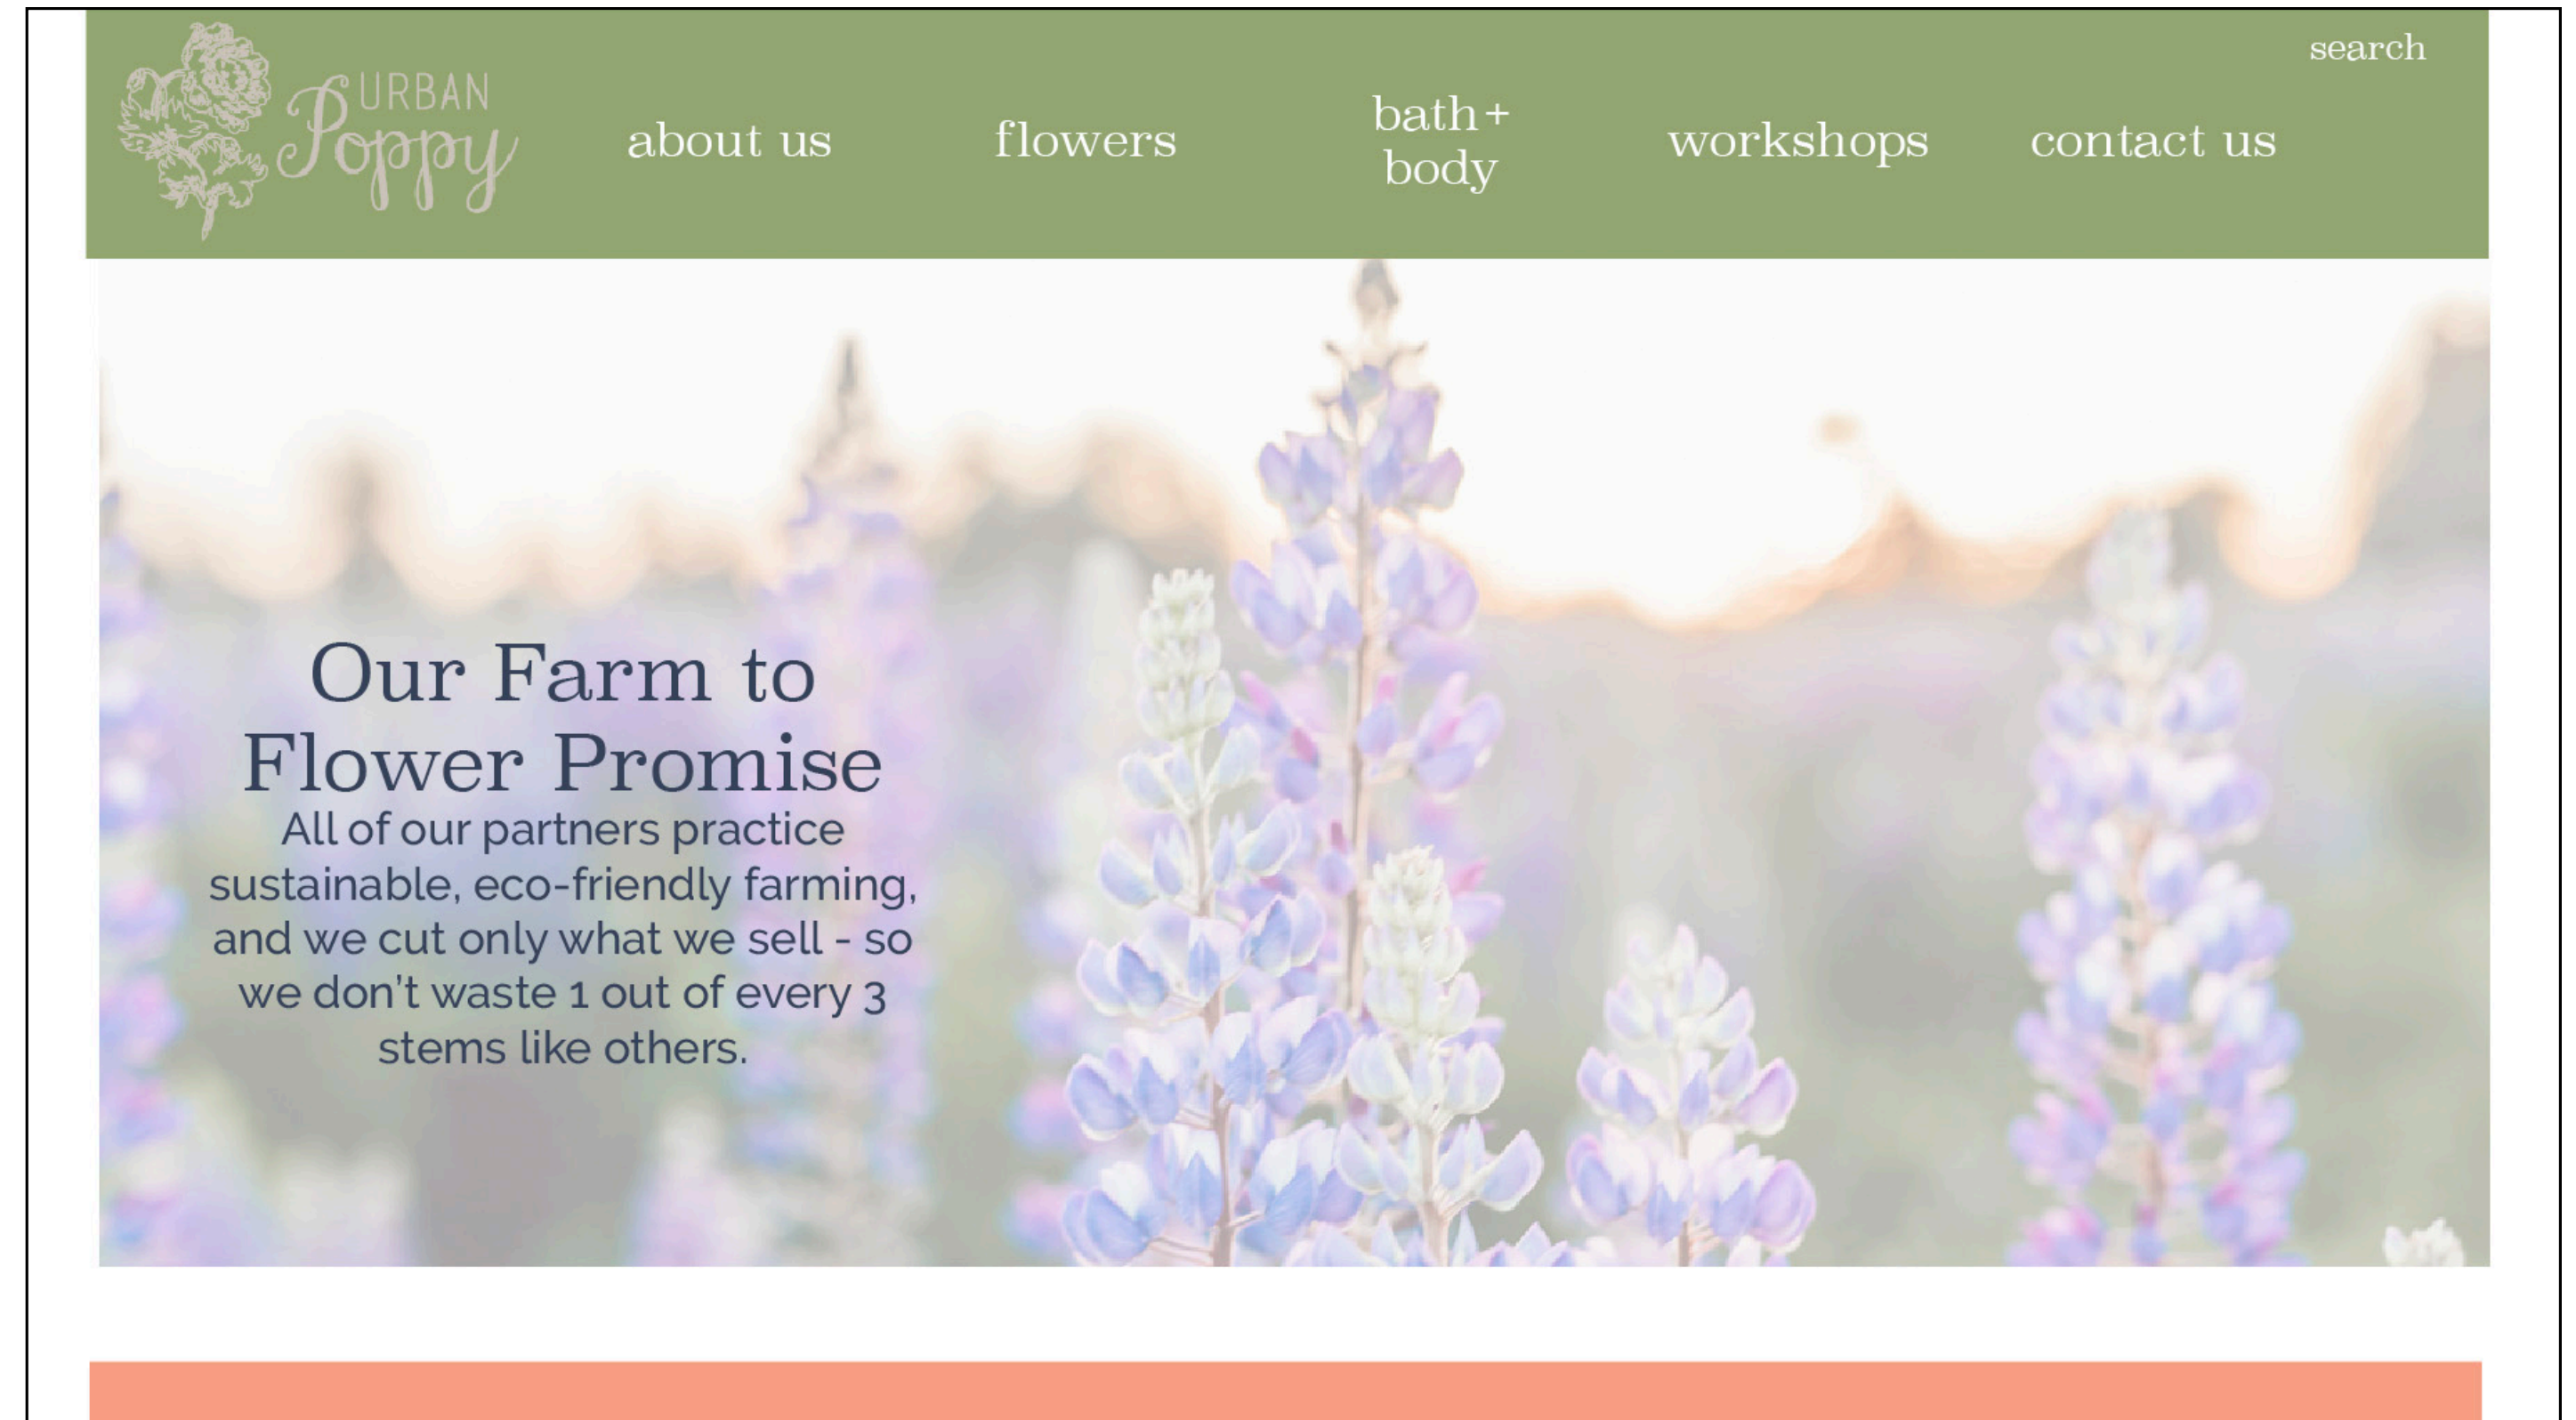 URBAN
Poppy
search
about us
flowers
bath+
body
workshops
contact us
Our Farm to
Flower Promise
All of our partners practice
sustainable, eco-friendly farming,
and we cut only what we sell - so
we don't waste 1 out of every 3
stems like others.